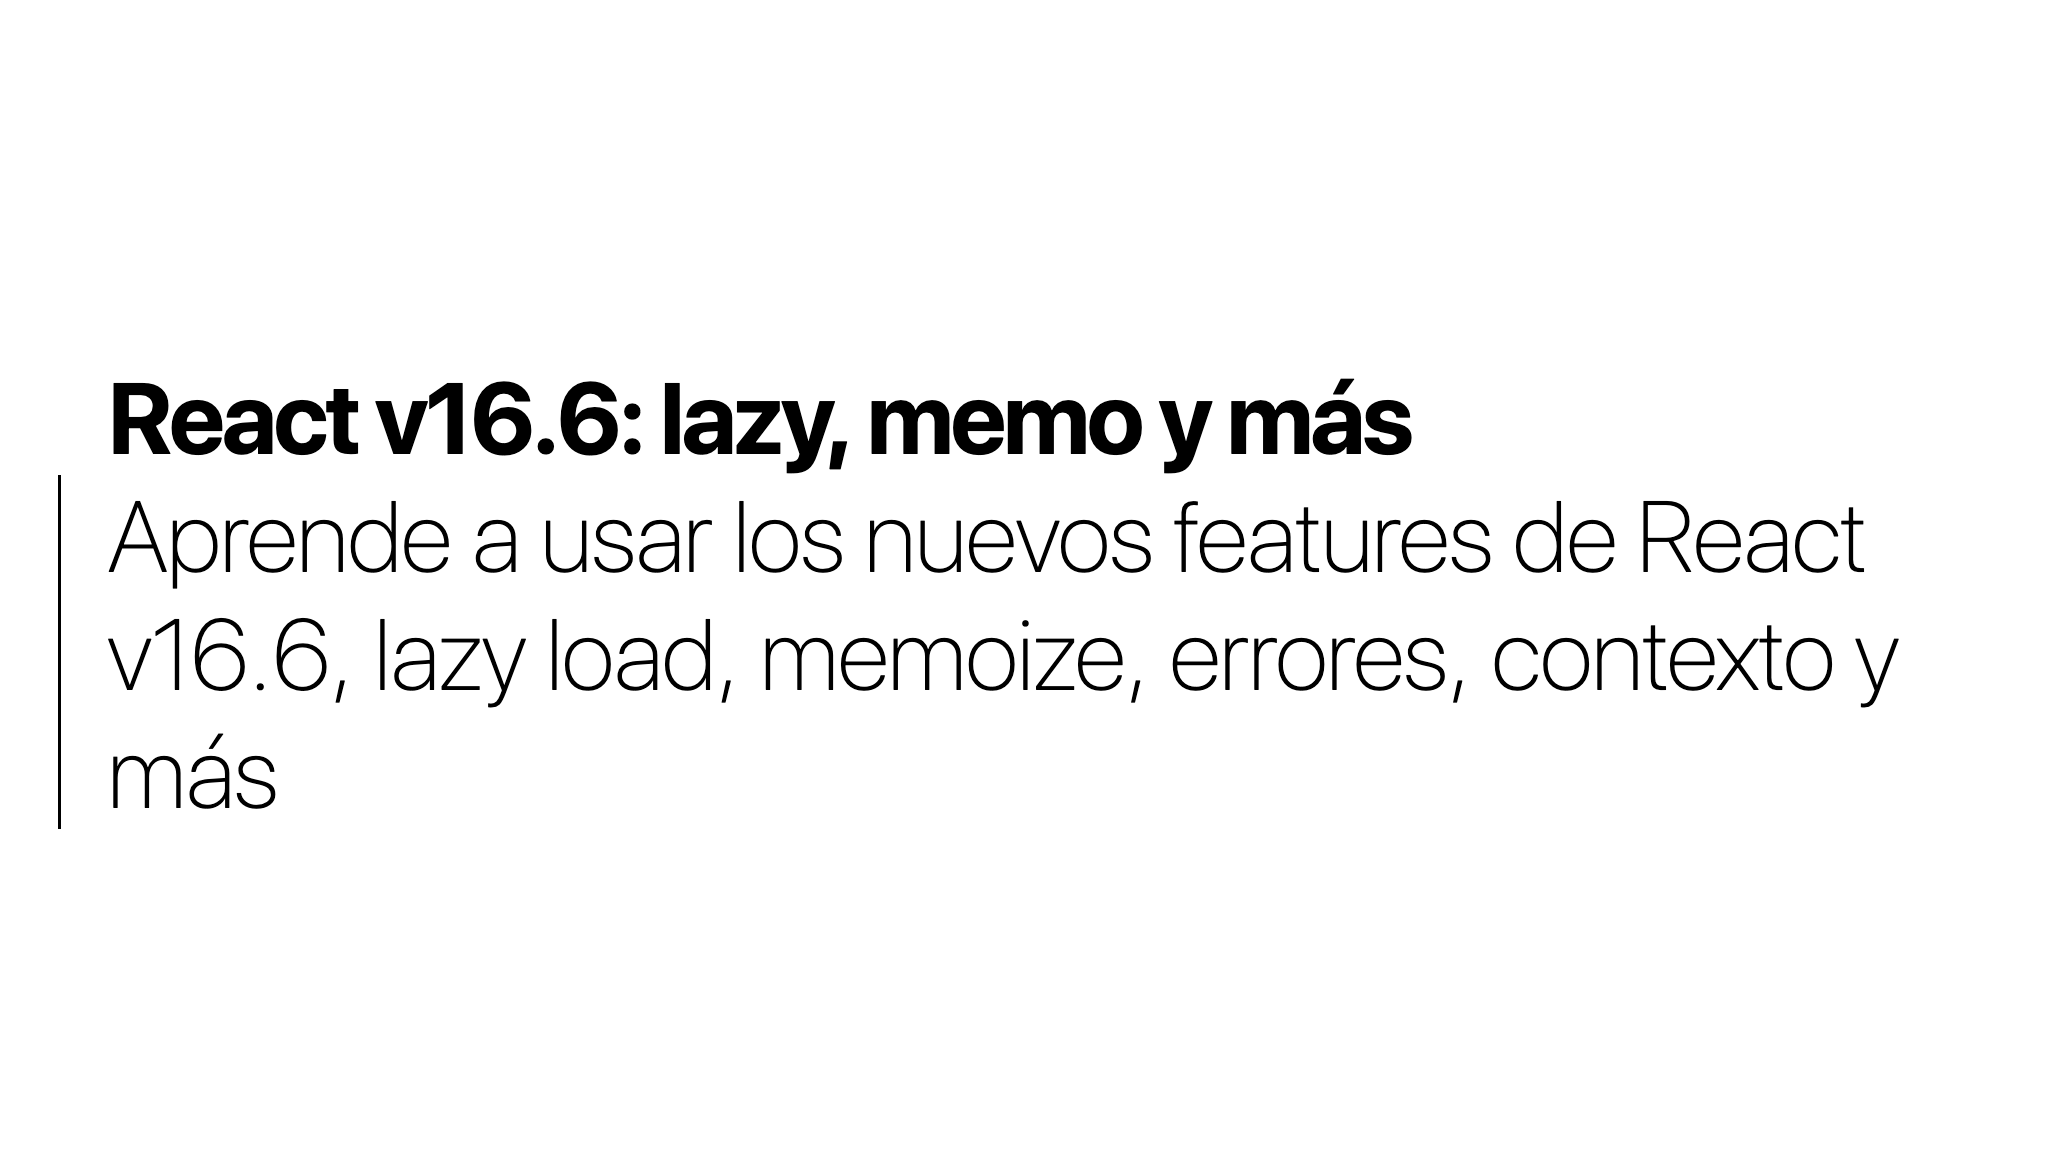 React v16.6: lazy, memo y más
Aprende a usar los nuevos features de React
v16.6, lazy load, memoize, errores, contexto y
más